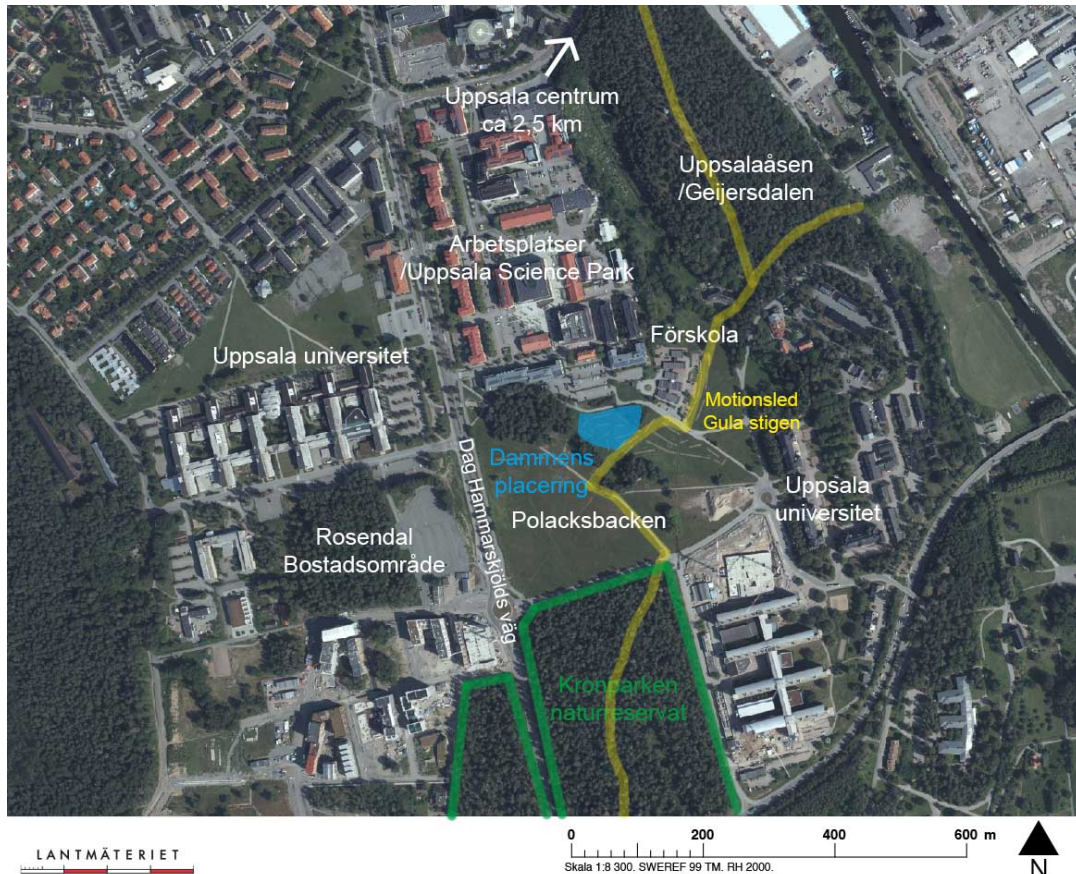 Uppsala centrum
ca 2,5 km
Uppsalaåsen
/Geijersdalen
Arbetsplatser
/Uppsala Science Park
Förskola
Uppsala universitet
Motionsled
Gula stigen
Dammens
placering
Dag Hammarskjölds väg
Uppsala
universitet
Polacksbacken
Rosendal
Bostadsområde
Kronparken
naturreservat
0 200 400 600 m
Skala 1:8 300. SWEREF 99 TM. RH 2000.
LANTMÄTERIET
N